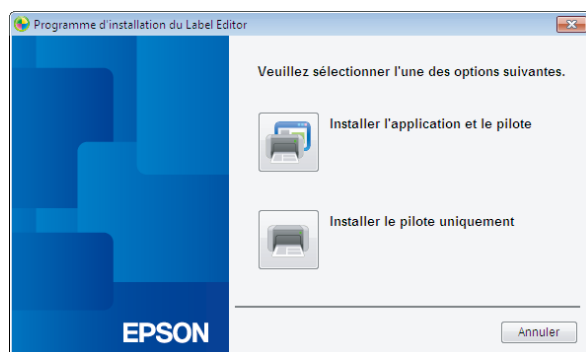 Programme d'installation du Label Editor
Veuillez sélectionner l'une des options suivantes.
Installer l'application et le pilote
Installer le pilote uniquement
EPSON
Annuler